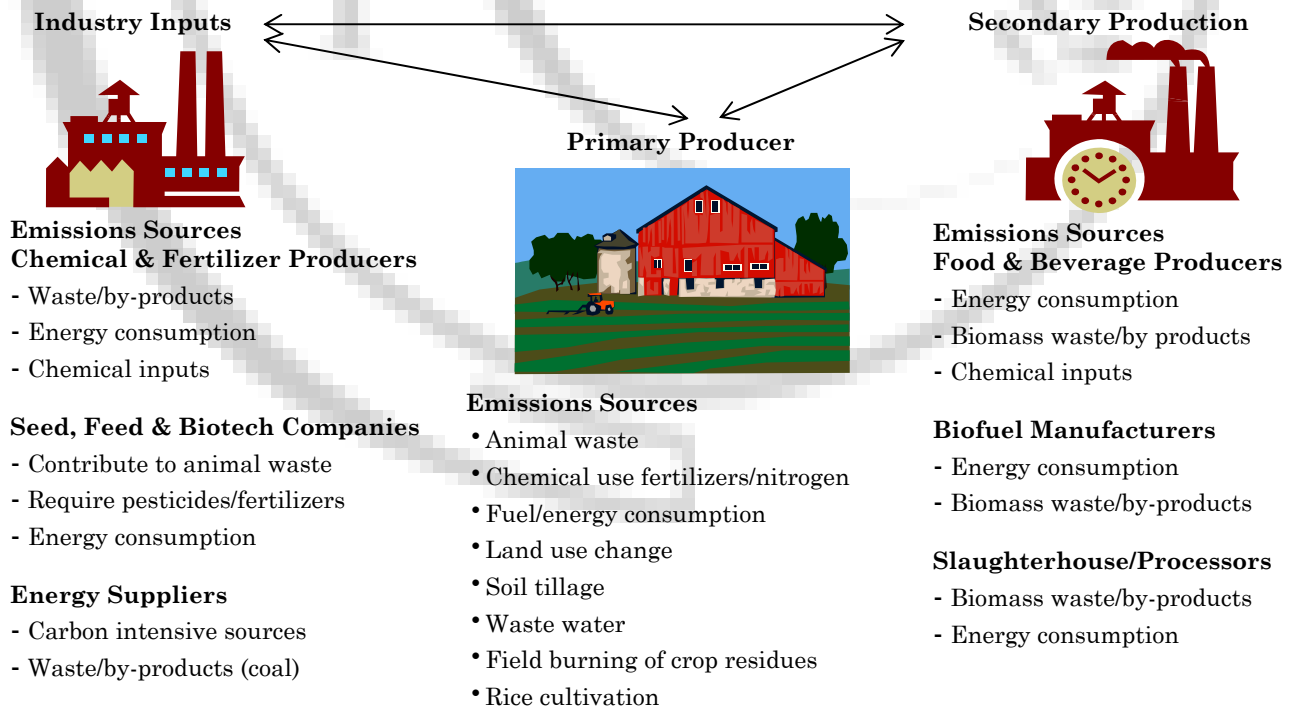 Industry Inputs
Secondary Production
Primary Producer
Emissions Sources
Chemical & Fertilizer Producers
- Waste/by-products
- Energy consumption
- Chemical inputs
Seed, Feed & Biotech Companies
- Contribute to animal waste
- Require pesticides/fertilizers
- Energy consumption
Energy Suppliers
- Carbon intensive sources
- Waste/by-products (coal)
Emissions Sources
• Animal waste
• Chemical use fertilizers/nitrogen
• Fuel/energy consumption
• Land use change
• Soil tillage
• Waste water
• Field burning of crop residues
• Rice cultivation
Emissions Sources
Food & Beverage Producers
- Energy consumption
- Biomass waste/by products
- Chemical inputs
Biofuel Manufacturers
- Energy consumption
- Biomass waste/by-products
Slaughterhouse/Processors
- Biomass waste/by-products
- Energy consumption